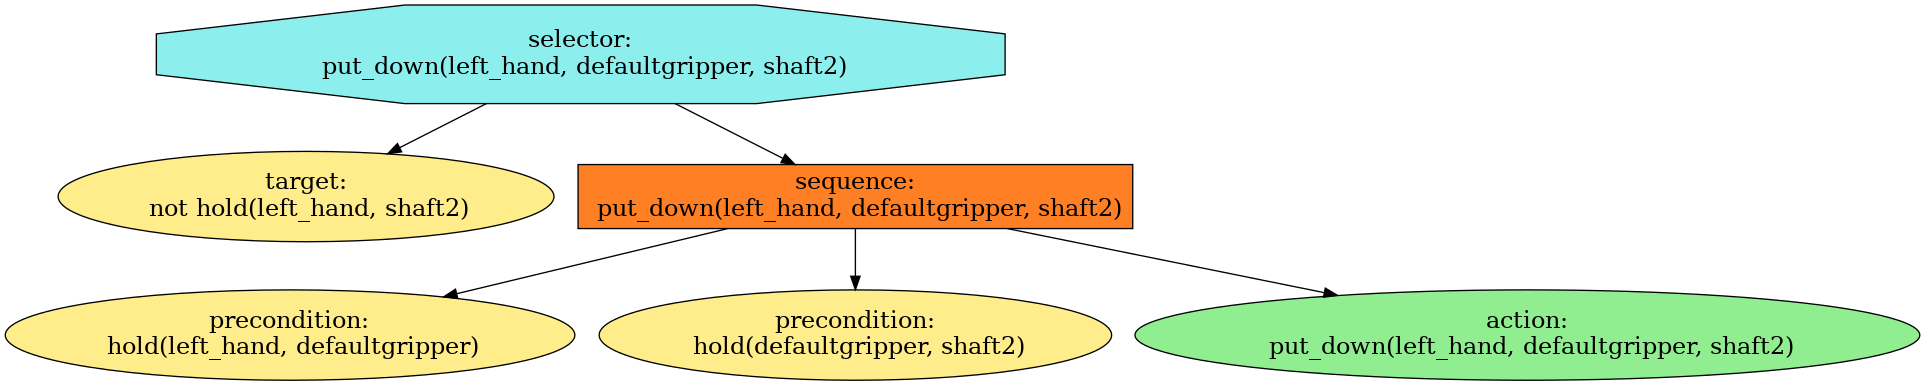 selector:
put_down(left_hand, defaultgripper, shaft2)
target:
not hold(left_hand, shaft2)
sequence:
put_down(left_hand, defaultgripper, shaft2)
precondition:
hold(left_hand, defaultgripper)
precondition:
hold(defaultgripper, shaft2)
action:
put_down(left_hand, defaultgripper, shaft2)